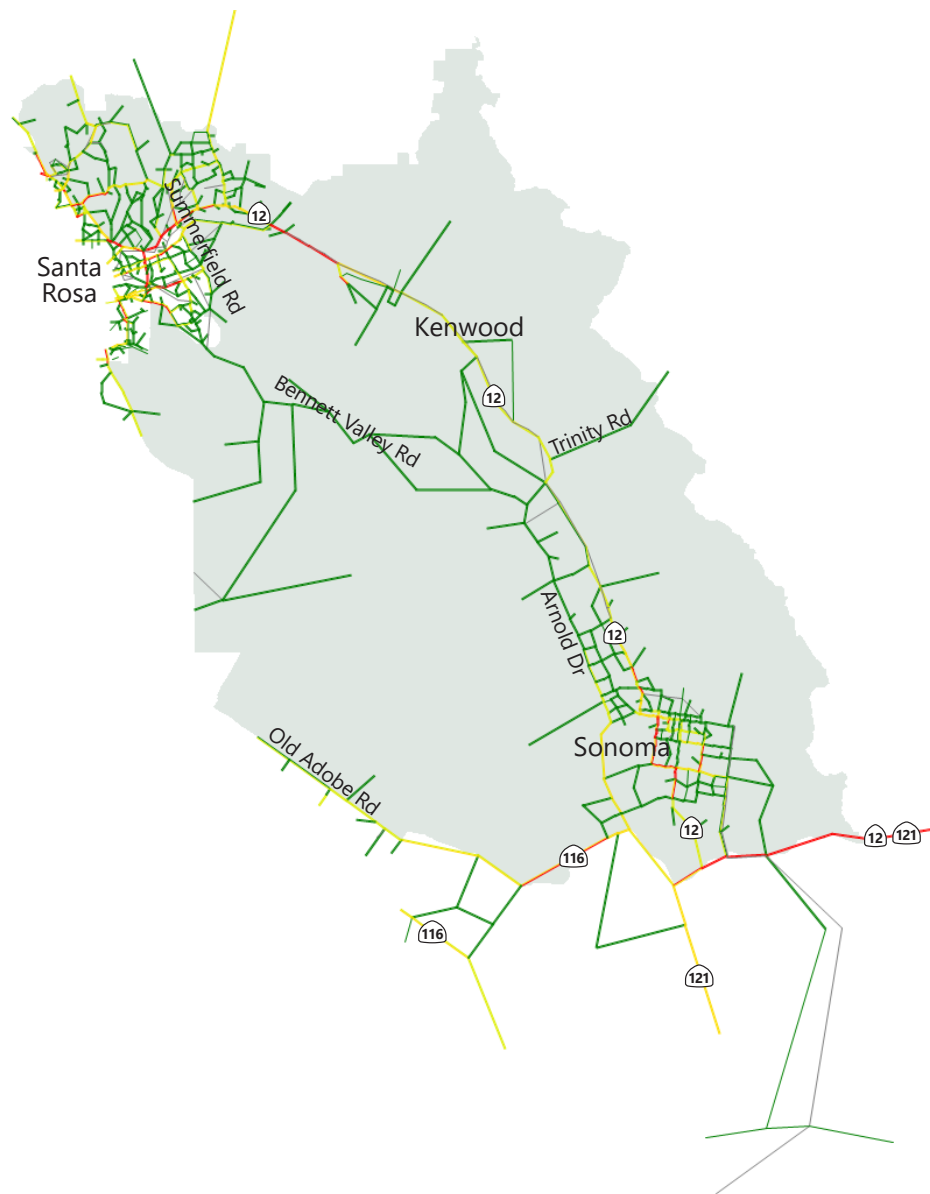 12
Summerfield Rd
Santa
Rosa
Kenwood
12
Bennett Valley Rd
Trinity Rd
Arnold Dr
12
Old Adobe Rd
Sonoma
12
12
121
116
116
121